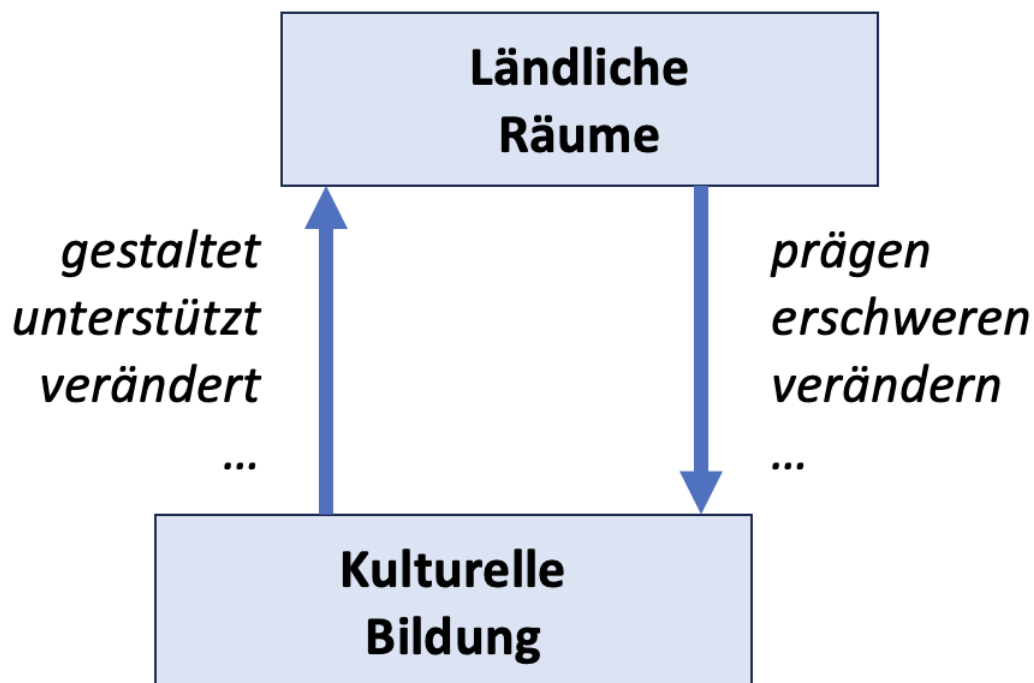 Ländliche
Räume
gestaltet
unterstützt
verändert
...
prägen
erschweren
verändern
...
Kulturelle
Bildung